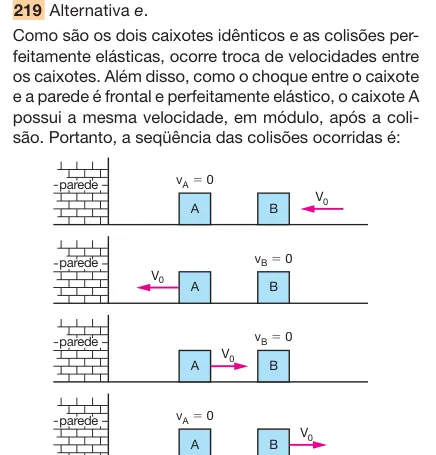 219 Alternativa e.
Como são os dois caixotes idênticos e as colisões per-
feitamente elásticas, ocorre troca de velocidades entre
os caixotes. Além disso, como o choque entre o caixote
e a parede é frontal e perfeitamente elástico, o caixote A
possui a mesma velocidade, em módulo, após a coli-
são. Portanto, a seqüência das colisões ocorridas é:
parede
vA = 0
A
B
V0
parede
V0
A
vB = 0
B
parede
A
V0
vB = 0
B
parede
vA = 0
A
B
V0